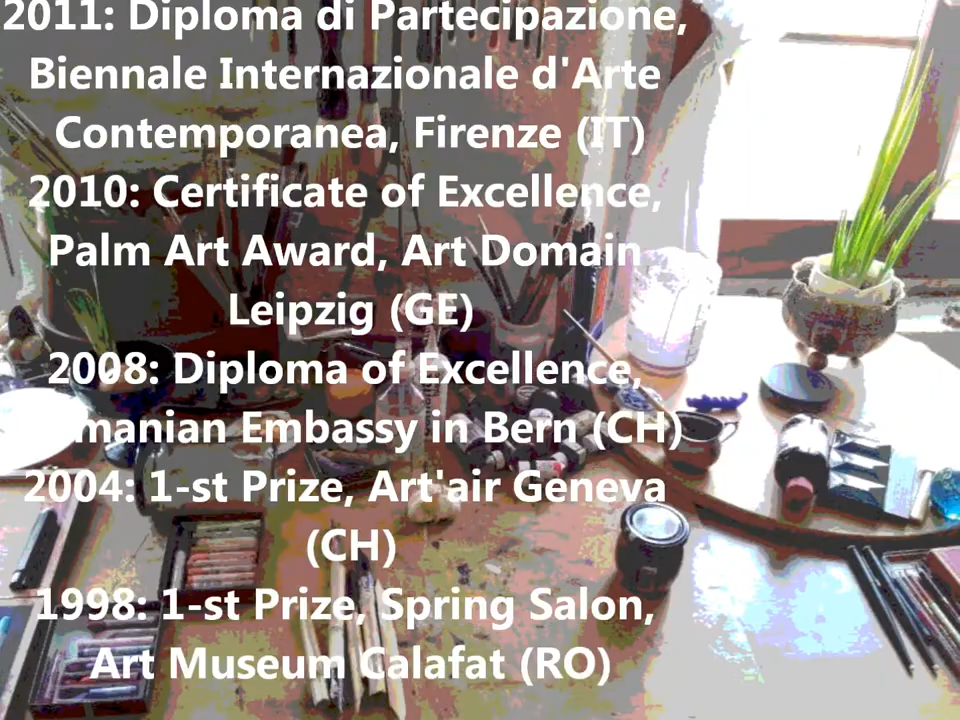 2011: Diploma di Partecipazione,
Biennale Internazionale d'Arte
Contemporanea, Firenze (IT)
2010: Certificate of Excellence,
Palm Art Award, Art Domain
Leipzig (GE)
2008: Diploma of Excellence,
Embassy in Bern (CH)
2004: 1-st Prize, Art'air Geneva
(CH)
1998: 1-st Prize, Spring Salon,
Art Museum Calafat (RO)